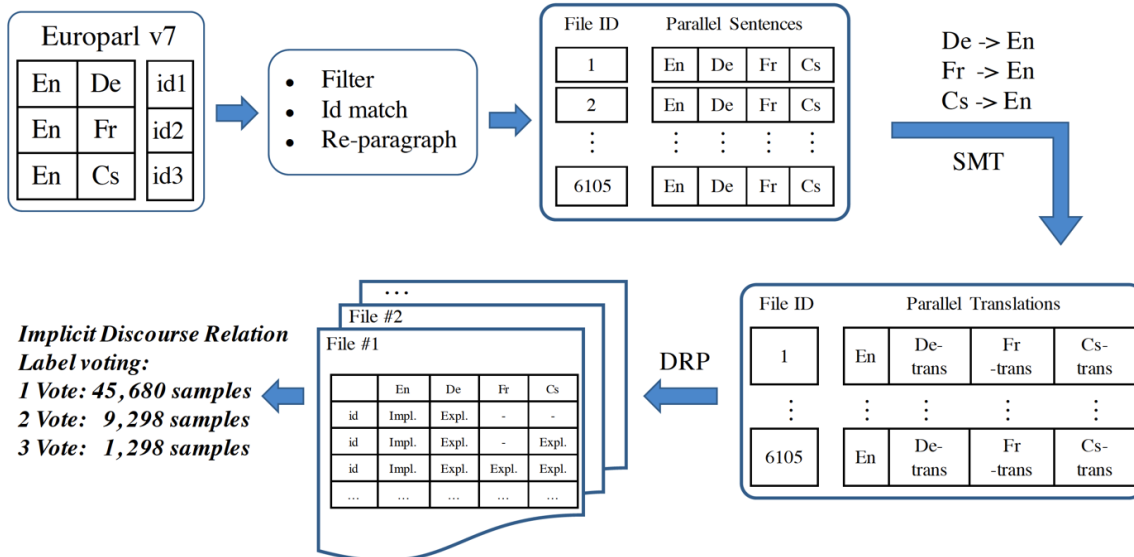 Europarl v7
En De id1
En Fr id2
En Cs id3
• Filter
• Id match
• Re-paragraph
File ID Parallel Sentences
1 En De Fr Cs
2 En De Fr Cs
⋮ ⋮ ⋮ ⋮ ⋮
6105 En De Fr Cs
De -> En
Fr -> En
Cs -> En
SMT
File ID Parallel Translations
1 En De-trans Fr-trans Cs-trans
⋮ ⋮ ⋮ ⋮ ⋮
6105 En De-trans Fr-trans Cs-trans
DRP
...
File #2
File #1
En De Fr Cs
id Impl. Expl. - -
id Impl. Expl. - Expl.
id Impl. Expl. Expl. Expl.
... ... ... ... ...
Implicit Discourse Relation
Label voting:
1 Vote: 45,680 samples
2 Vote: 9,298 samples
3 Vote: 1,298 samples